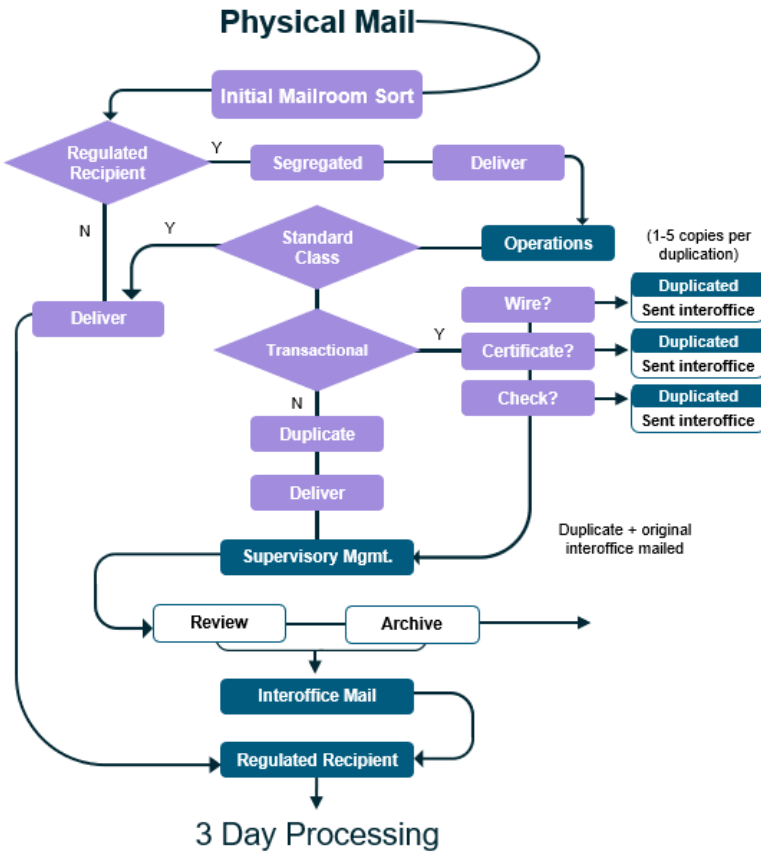 Physical Mail
Initial Mailroom Sort
Regulated
Recipient
Y
Segregated
Deliver
N
Y
Standard
Class
Operations
(1-5 copies per
duplication)
Deliver
Wire?
Duplicated
Sent interoffice
Transactional
Y
Certificate?
Duplicated
Sent interoffice
Check?
Duplicated
Sent interoffice
N
Duplicate
Deliver
Supervisory Mgmt.
Duplicate + original
interoffice mailed
Review
Archive
Interoffice Mail
Regulated Recipient
3 Day Processing